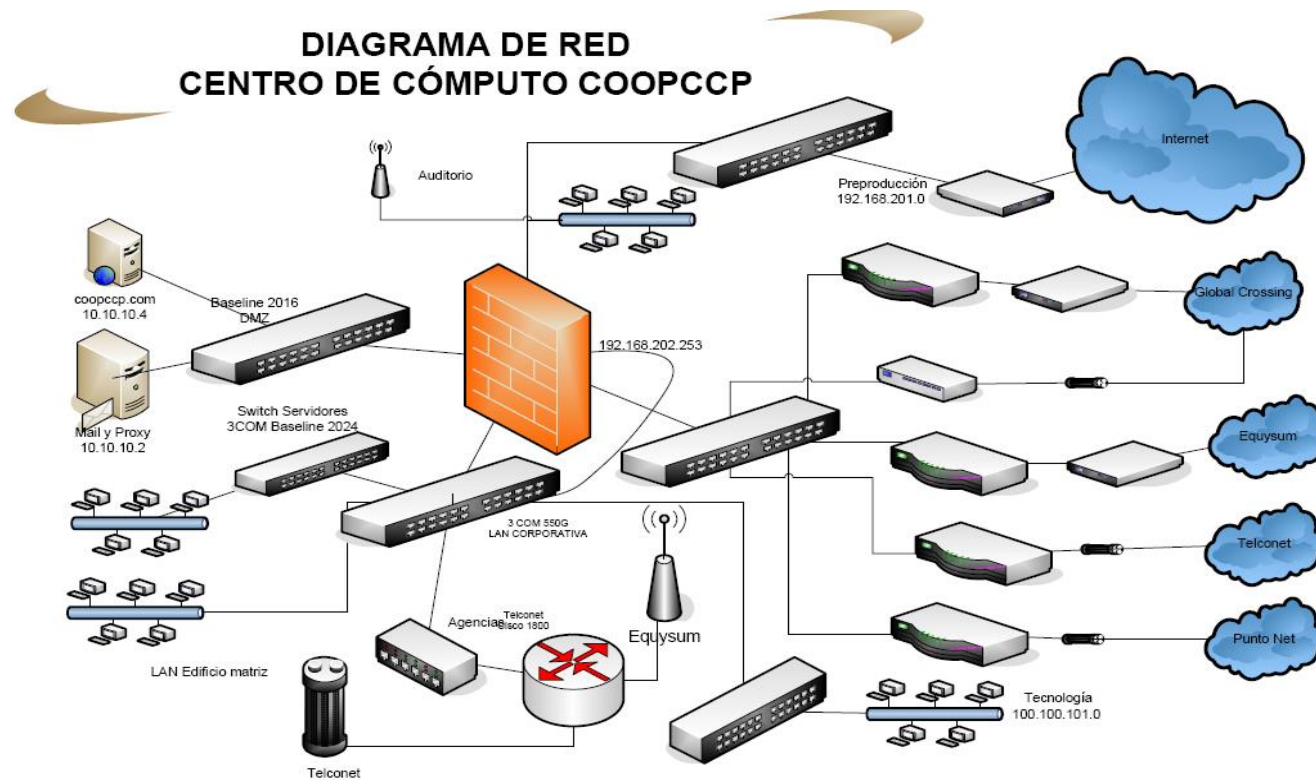 DIAGRAMA DE RED
CENTRO DE CÓMPUTO COOPCCP
Internet
Auditorio
Preproducción
192.168.201.0
coopccp.com
10.10.10.4
Baseline 2016
DMZ
Global Crossing
192.168.202.253
Mail y Proxy
10.10.10.2
Switch Servidores
3COM Baseline 2024
Equysum
3 COM 550G
LAN CORPORATIVA
Telconet
Agencias
Telconet
Cisco 1800
Equysum
Punto Net
LAN Edificio matriz
Tecnología
100.100.101.0
Telconet